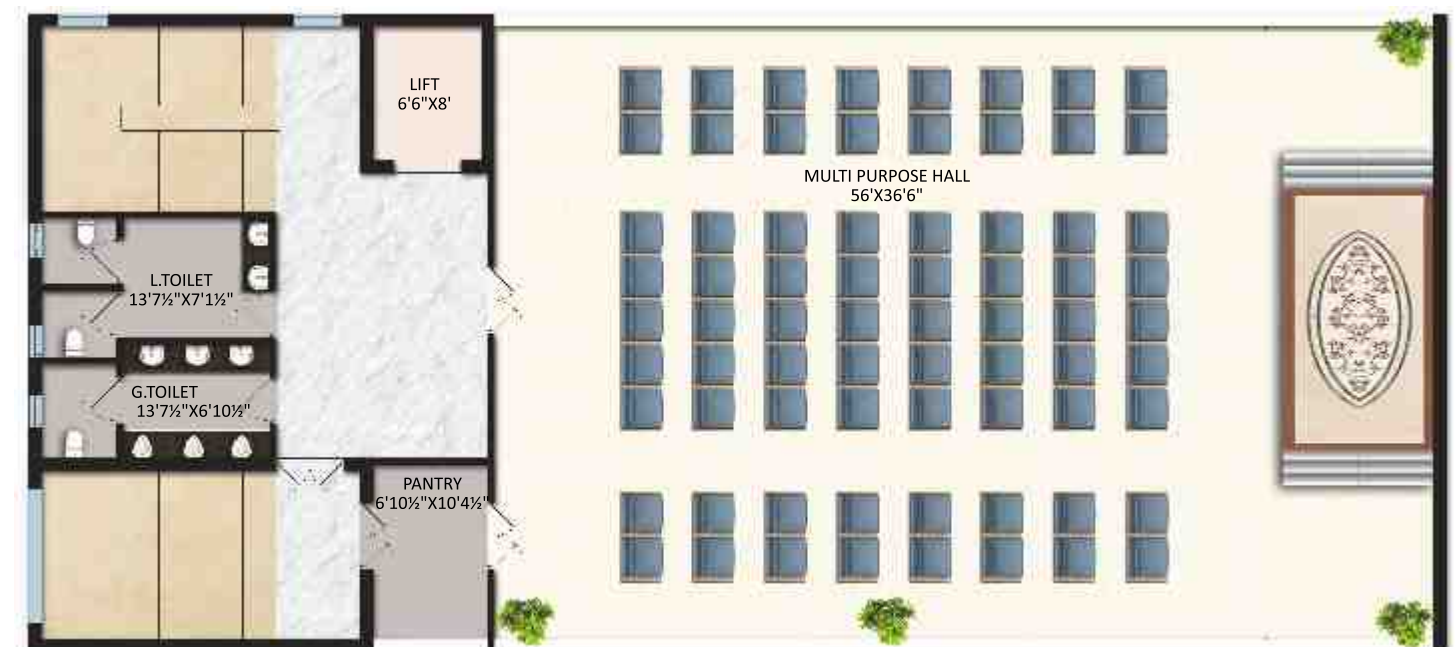 LIFT
6'6"X8'
MULTI PURPOSE HALL
56'X36'6"
L.TOILET
13'7½"X7'1½"
G.TOILET
13'7½"X6'10½"
PANTRY
6'10½"X10'4½"